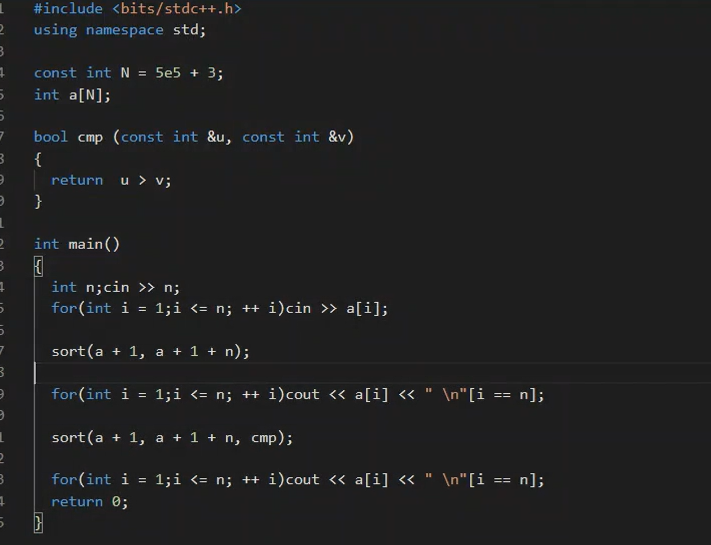 1 #include <bits/stdc++.h>
2 using namespace std;
3
4 const int N = 5e5 + 3;
5 int a[N];
6
7 bool cmp (const int &u, const int &v)
8 {
9 return  u > v;
0 }
1
2 int main()
3 {
4 int n;cin >> n;
5 for(int i = 1;i <= n; ++ i)cin >> a[i];
6
7 sort(a + 1, a + 1 + n);
8
9 for(int i = 1;i <= n; ++ i)cout << a[i] << " \n"[i == n];
0
1 sort(a + 1, a + 1 + n, cmp);
2
3 for(int i = 1;i <= n; ++ i)cout << a[i] << " \n"[i == n];
4 return 0;
5 }